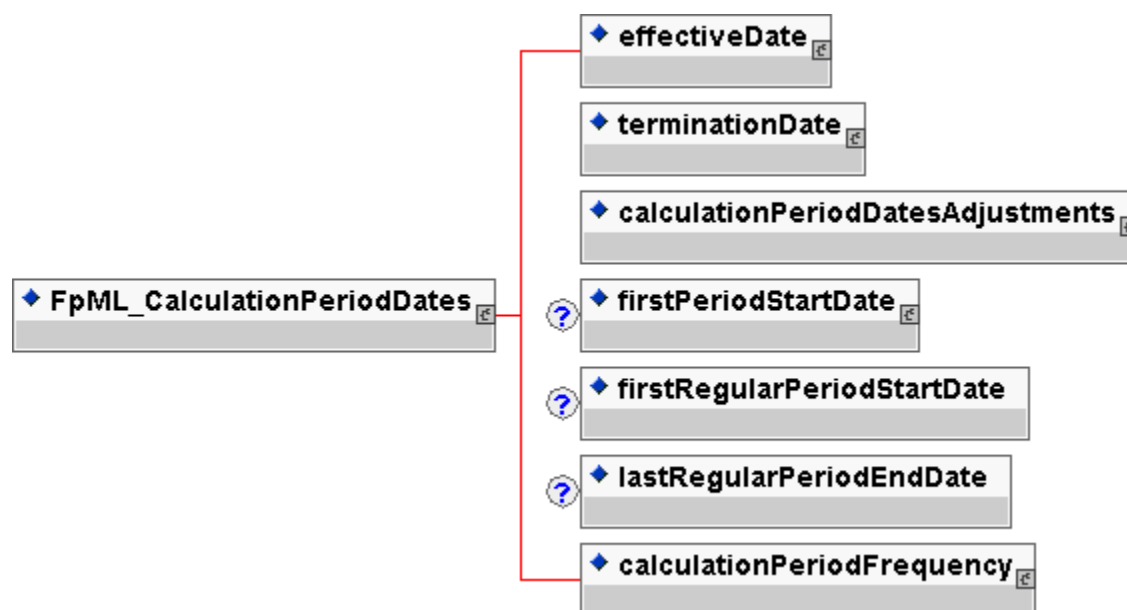 effectiveDate
terminationDate
calculationPeriodDatesAdjustments
FpML_CalculationPeriodDates
? firstPeriodStartDate
? firstRegularPeriodStartDate
? lastRegularPeriodEndDate
calculationPeriodFrequency